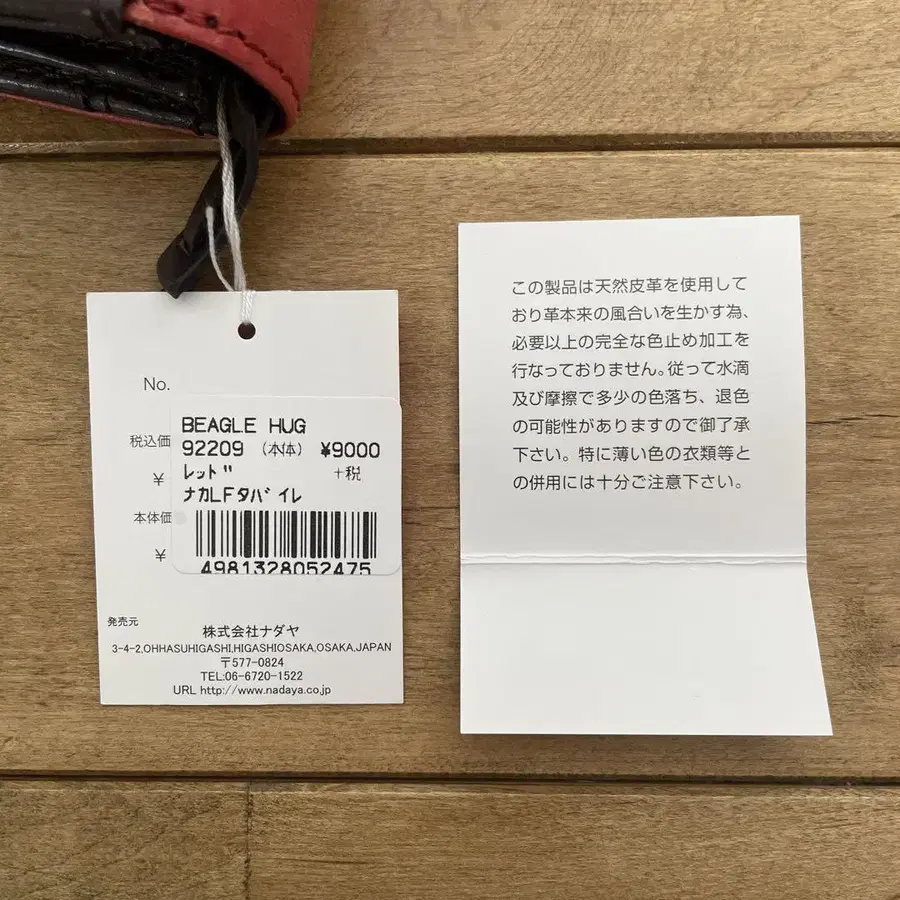 No.
税込価
¥
本体価
¥
BEAGLE HUG
92209 (本体) ¥9000
レッド +税
ナカLFタバイレ
4981328052475
発売元
株式会社ナダヤ
3-4-2,OHHASUHIGASHI,HIGASHIOSAKA,OSAKA,JAPAN
〒577-0824
TEL:06-6720-1522
URL http://www.nadaya.co.jp
この製品は天然皮革を使用して
おり革本来の風合いを生かす為、
必要以上の完全な色止め加工を
行なっておりません。従って水滴
及び摩擦で多少の色落ち、退色
の可能性がありますので御了承
下さい。特に薄い色の衣類等と
の併用には十分ご注意下さい。